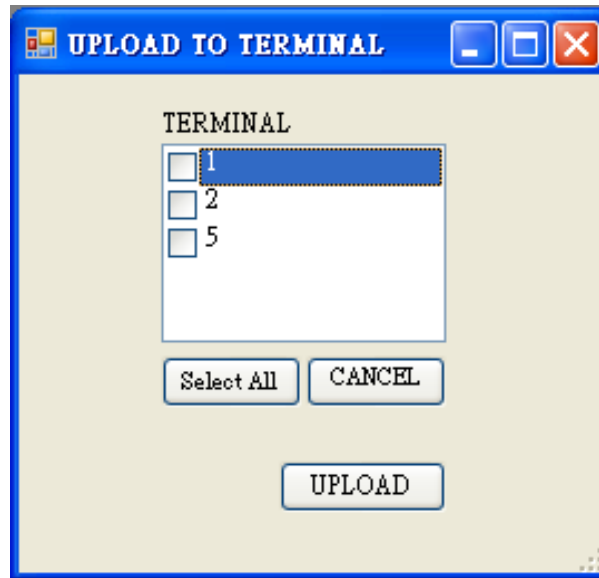 UPLOAD TO TERMINAL
TERMINAL
1
2
5
Select All
CANCEL
UPLOAD